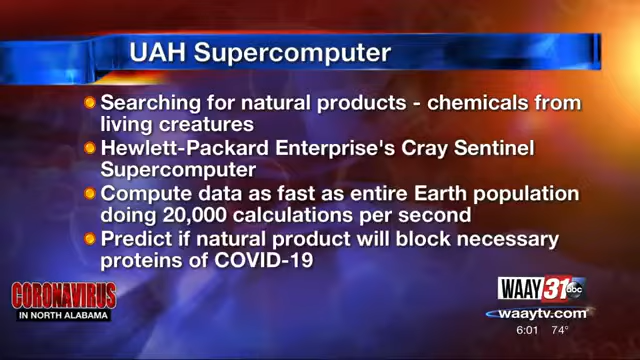 UAH Supercomputer
Searching for natural products - chemicals from
living creatures
Hewlett-Packard Enterprise's Cray Sentinel
Supercomputer
Compute data as fast as entire Earth population
doing 20,000 calculations per second
Predict if natural product will block necessary
proteins of COVID-19
CORONAVIRUS
IN NORTH ALABAMA
WAAY 31 abc
waaytv.com
6:01 74°